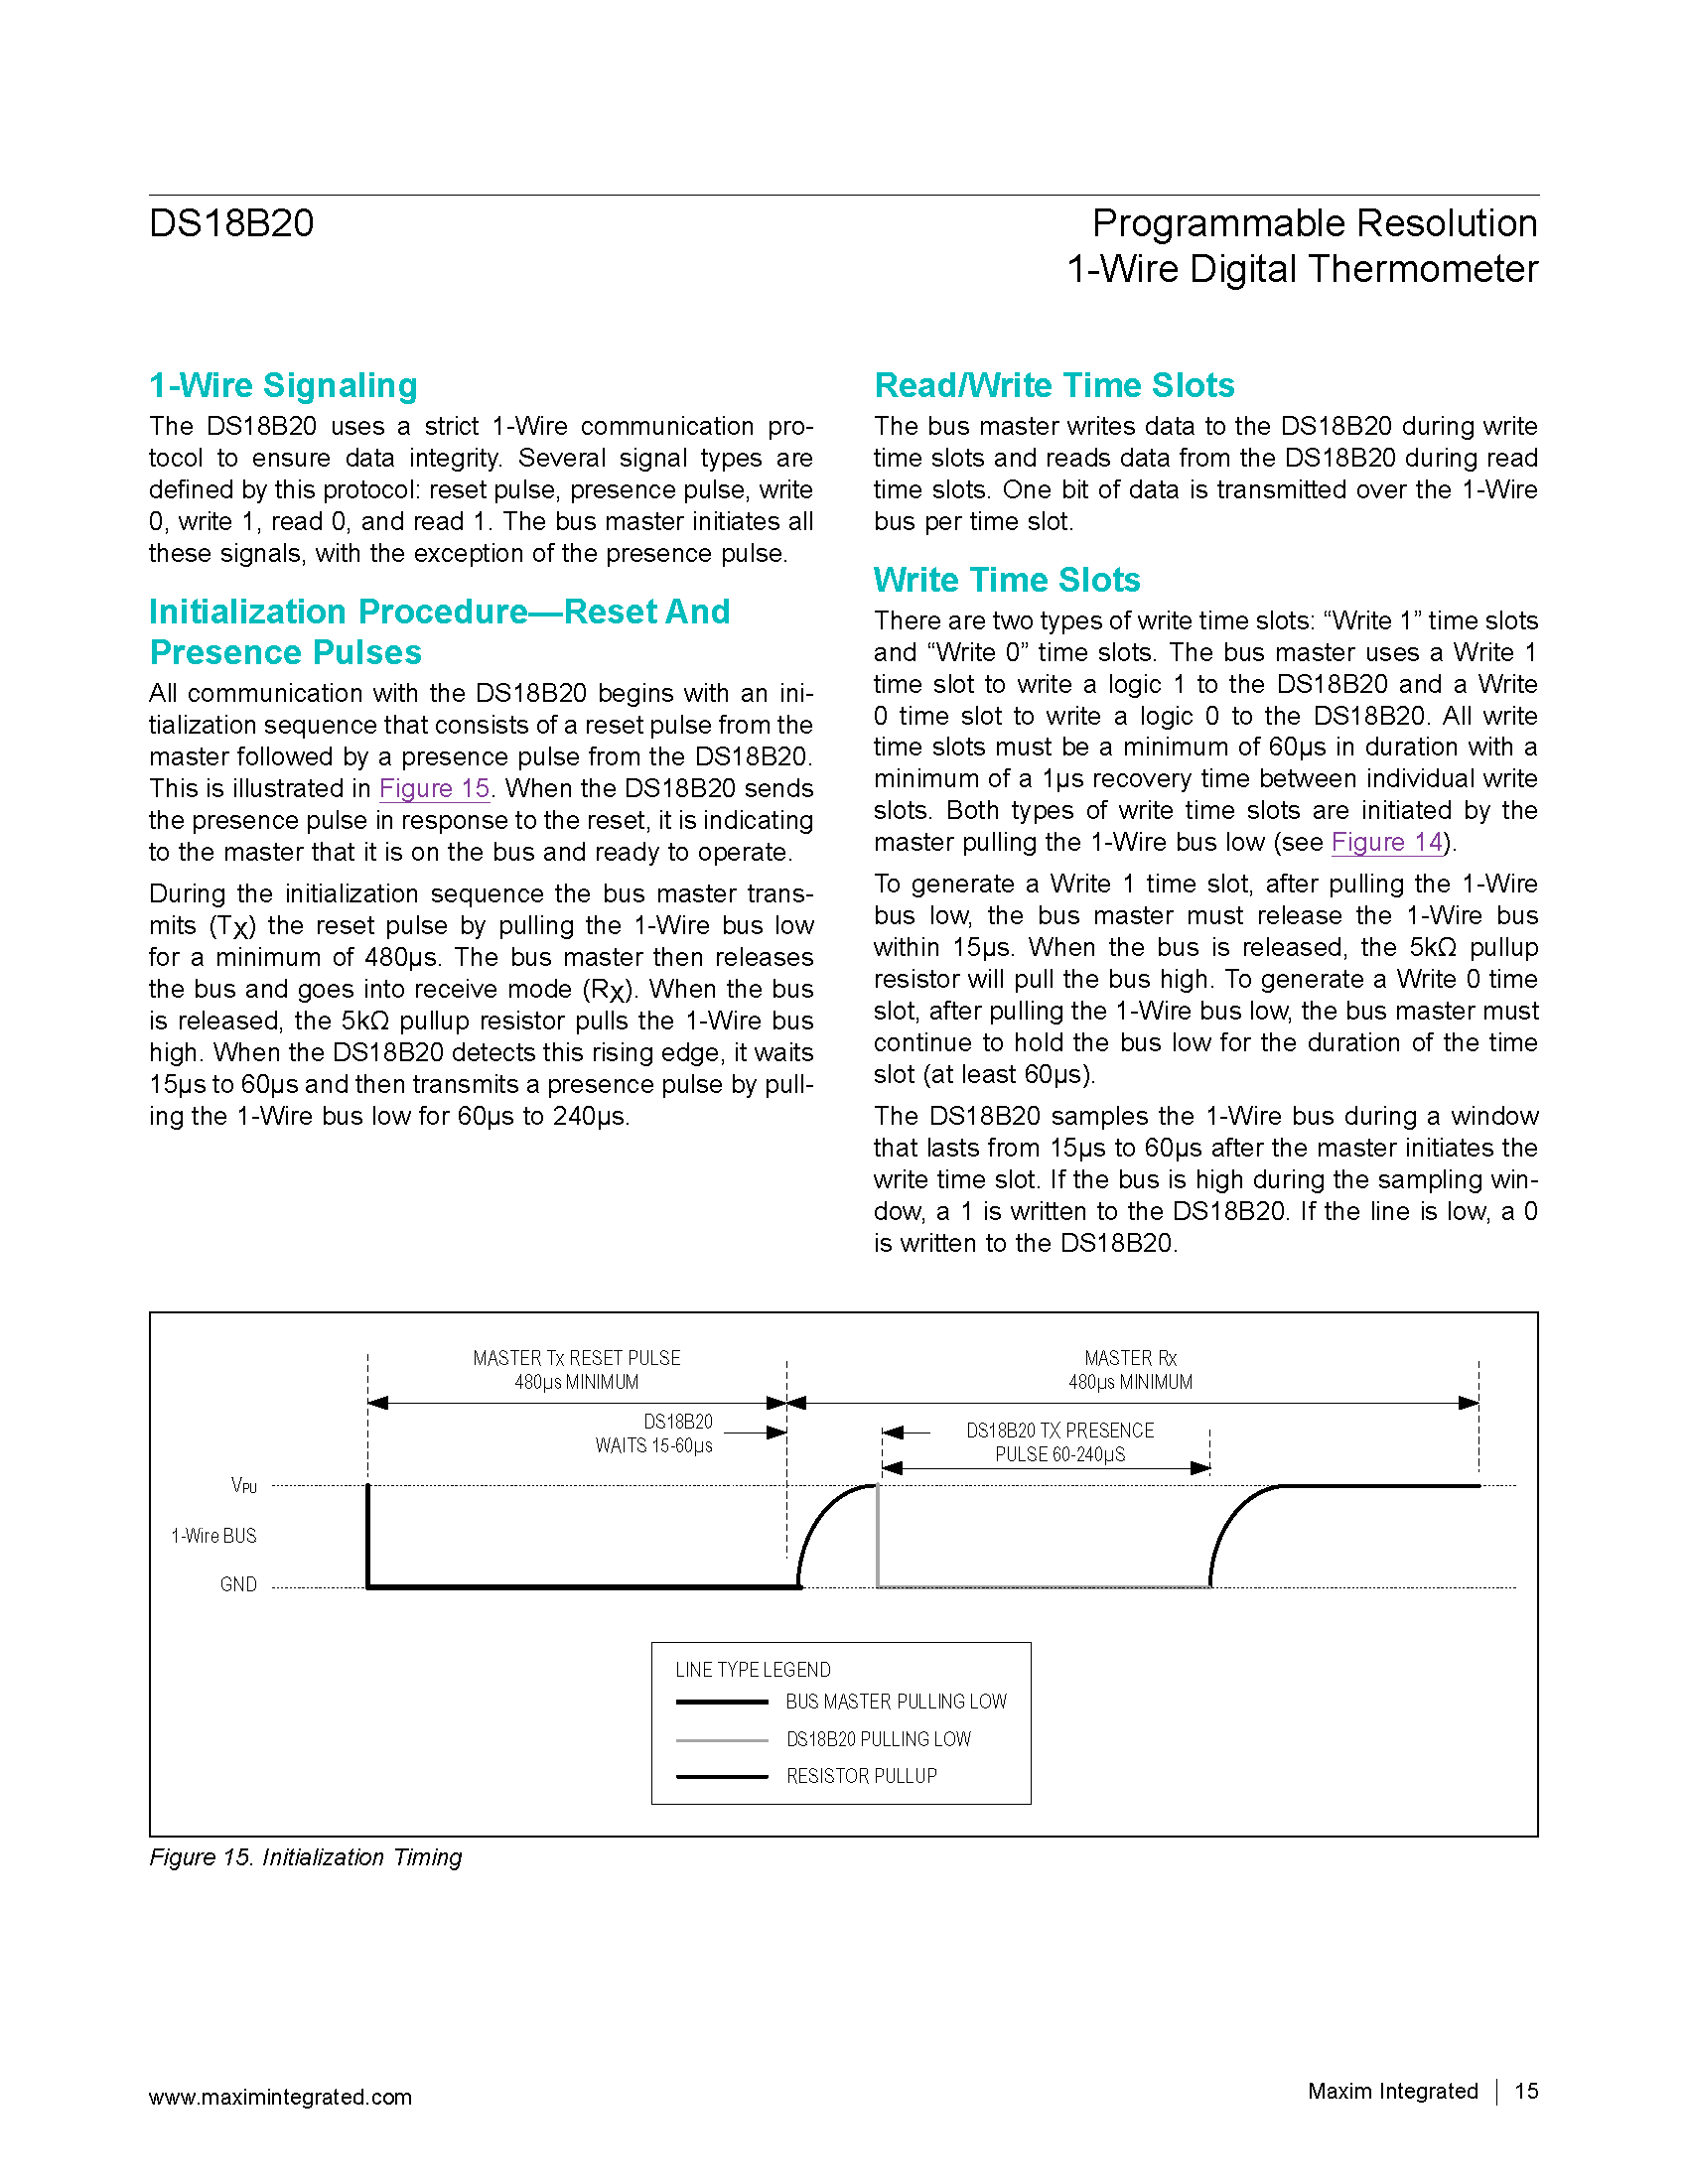 DS18B20
Programmable Resolution
1-Wire Digital Thermometer
1-Wire Signaling
The DS18B20 uses a strict 1-Wire communication pro-
tocol to ensure data integrity. Several signal types are
defined by this protocol: reset pulse, presence pulse, write
0, write 1, read 0, and read 1. The bus master initiates all
these signals, with the exception of the presence pulse.
Initialization Procedure—Reset And
Presence Pulses
All communication with the DS18B20 begins with an ini-
tialization sequence that consists of a reset pulse from the
master followed by a presence pulse from the DS18B20.
This is illustrated in Figure 15. When the DS18B20 sends
the presence pulse in response to the reset, it is indicating
to the master that it is on the bus and ready to operate.
During the initialization sequence the bus master trans-
mits (TX) the reset pulse by pulling the 1-Wire bus low
for a minimum of 480µs. The bus master then releases
the bus and goes into receive mode (RX). When the bus
is released, the 5kΩ pullup resistor pulls the 1-Wire bus
high. When the DS18B20 detects this rising edge, it waits
15µs to 60µs and then transmits a presence pulse by pull-
ing the 1-Wire bus low for 60µs to 240µs.
Read/Write Time Slots
The bus master writes data to the DS18B20 during write
time slots and reads data from the DS18B20 during read
time slots. One bit of data is transmitted over the 1-Wire
bus per time slot.
Write Time Slots
There are two types of write time slots: “Write 1” time slots
and “Write 0” time slots. The bus master uses a Write 1
time slot to write a logic 1 to the DS18B20 and a Write
0 time slot to write a logic 0 to the DS18B20. All write
time slots must be a minimum of 60µs in duration with a
minimum of a 1µs recovery time between individual write
slots. Both types of write time slots are initiated by the
master pulling the 1-Wire bus low (see Figure 14).
To generate a Write 1 time slot, after pulling the 1-Wire
bus low, the bus master must release the 1-Wire bus
within 15µs. When the bus is released, the 5kΩ pullup
resistor will pull the bus high. To generate a Write 0 time
slot, after pulling the 1-Wire bus low, the bus master must
continue to hold the bus low for the duration of the time
slot (at least 60µs).
The DS18B20 samples the 1-Wire bus during a window
that lasts from 15µs to 60µs after the master initiates the
write time slot. If the bus is high during the sampling win-
dow, a 1 is written to the DS18B20. If the line is low, a 0
is written to the DS18B20.
MASTER TX RESET PULSE
480µs MINIMUM
MASTER RX
480µs MINIMUM
DS18B20
WAITS 15-60µs
DS18B20 TX PRESENCE
PULSE 60-240µS
VPU
1-Wire BUS
GND
LINE TYPE LEGEND
BUS MASTER PULLING LOW
DS18B20 PULLING LOW
RESISTOR PULLUP
Figure 15. Initialization Timing
www.maximintegrated.com
Maxim Integrated | 15